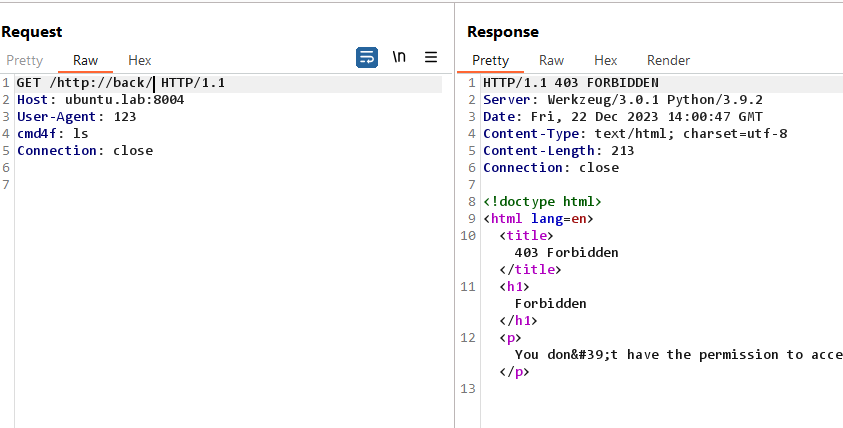 Request
Pretty Raw Hex \n
1 GET /http://back/ HTTP/1.1
2 Host: ubuntu.lab:8004
3 User-Agent: 123
4 cmd4f: ls
5 Connection: close
6
7
Response
Pretty Raw Hex Render
1 HTTP/1.1 403 FORBIDDEN
2 Server: Werkzeug/3.0.1 Python/3.9.2
3 Date: Fri, 22 Dec 2023 14:00:47 GMT
4 Content-Type: text/html; charset=utf-8
5 Content-Length: 213
6 Connection: close
7
8 <!doctype html>
9 <html lang=en>
10 <title>
403 Forbidden
</title>
11 <h1>
Forbidden
</h1>
12 <p>
You don&#39;t have the permission to acce
</p>
13